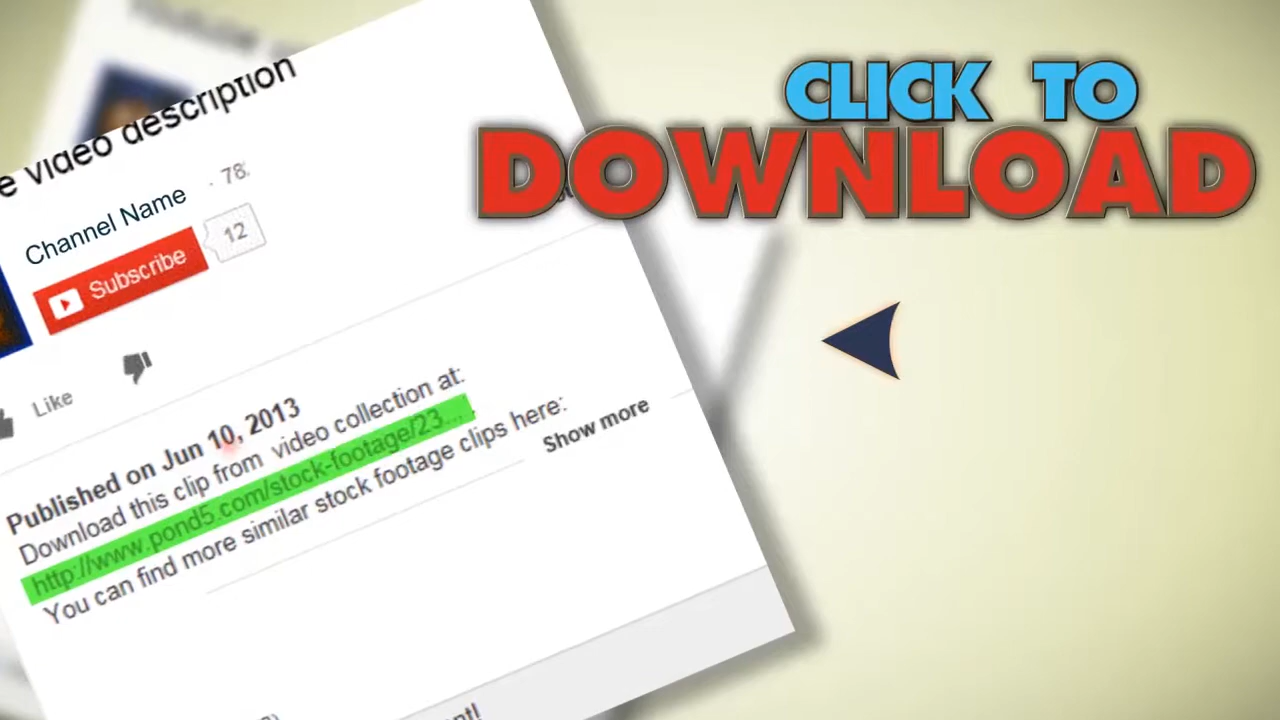 CLICK TO
DOWNLOAD
e video description
Channel Name
78
Subscribe
12
Like
Published on Jun 10, 2013
Download this clip from video collection at:
http://www.pond5.com/stock-footage/23...
You can find more similar stock footage clips here:
Show more